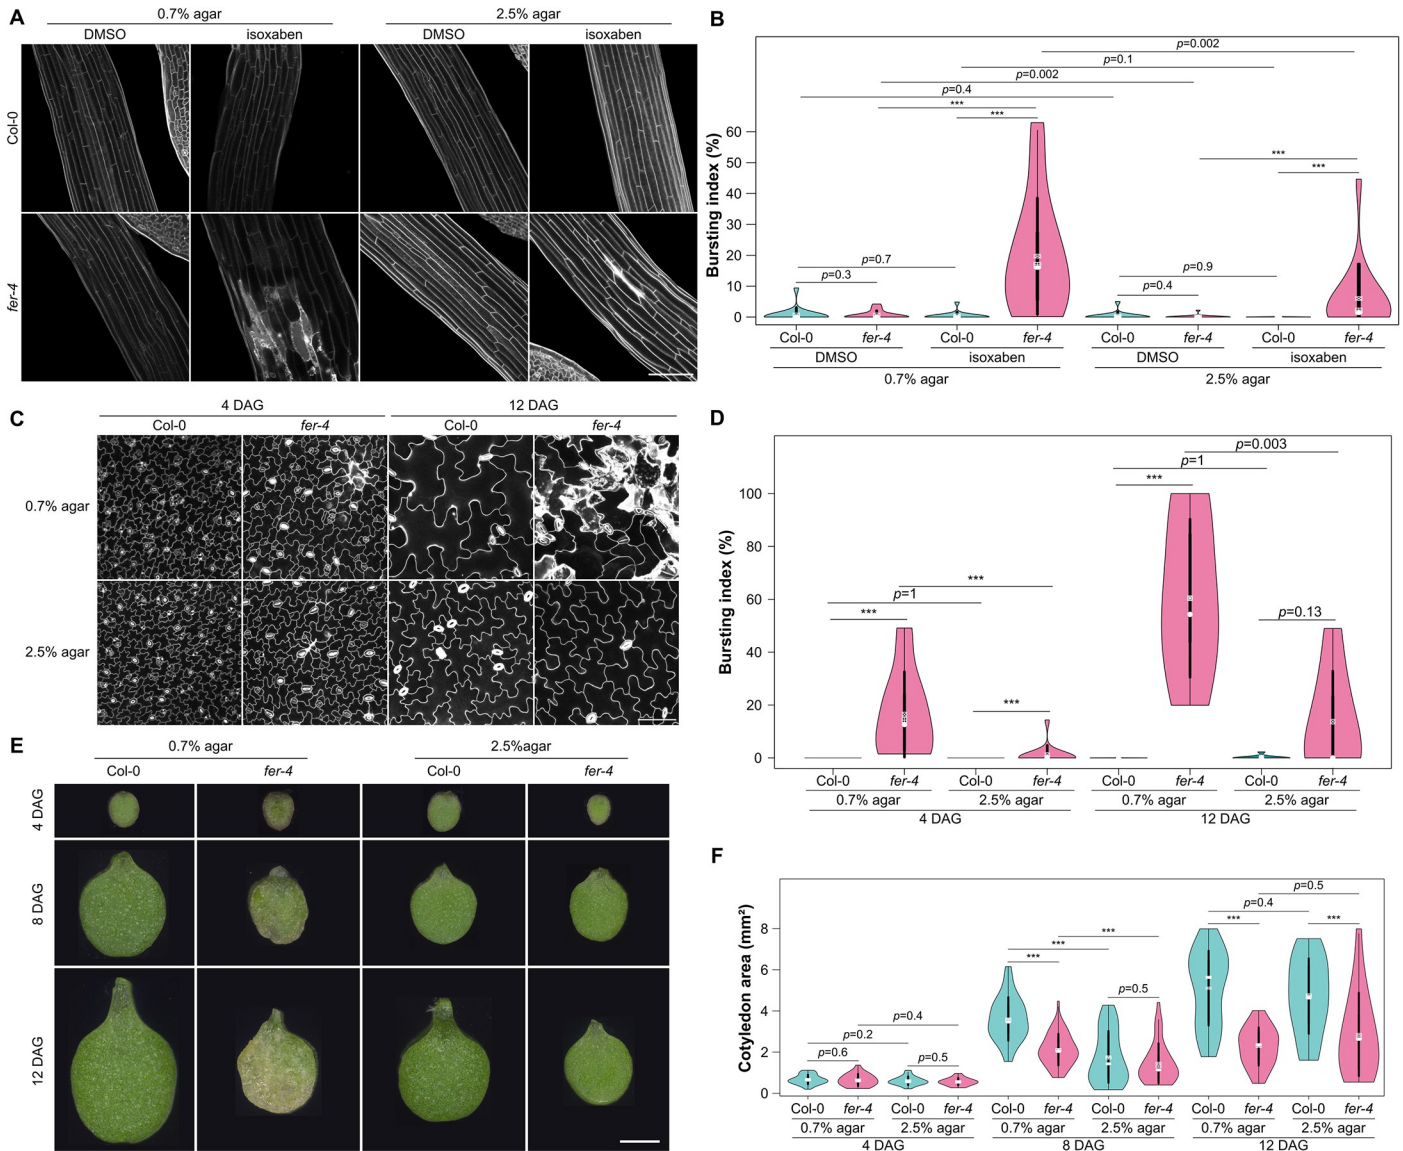 A
0.7% agar
2.5% agar
DMSO
isoxaben
DMSO
isoxaben
Col-0
fer-4
B
Bursting index (%)
60
50
40
30
20
10
0
p=0.002
p=0.1
p=0.002
p=0.4
***
***
***
***
p=0.7
p=0.3
p=0.9
p=0.4
Col-0
fer-4
Col-0
fer-4
Col-0
fer-4
Col-0
fer-4
DMSO
isoxaben
DMSO
isoxaben
0.7% agar
2.5% agar
C
4 DAG
12 DAG
Col-0
fer-4
Col-0
fer-4
0.7% agar
2.5% agar
D
Bursting index (%)
100
80
60
40
20
0
p=0.003
p=1
***
***
p=1
***
***
p=0.13
Col-0
fer-4
Col-0
fer-4
Col-0
fer-4
Col-0
fer-4
0.7% agar
2.5% agar
0.7% agar
2.5% agar
4 DAG
12 DAG
E
0.7% agar
2.5%agar
Col-0
fer-4
Col-0
fer-4
4 DAG
8 DAG
12 DAG
F
Cotyledon area (mm²)
8
6
4
2
0
p=0.5
p=0.4
***
***
***
***
***
p=0.5
p=0.4
p=0.2
p=0.6
p=0.5
Col-0
fer-4
Col-0
fer-4
Col-0
fer-4
Col-0
fer-4
Col-0
fer-4
Col-0
fer-4
0.7% agar
2.5% agar
0.7% agar
2.5% agar
0.7% agar
2.5% agar
4 DAG
8 DAG
12 DAG